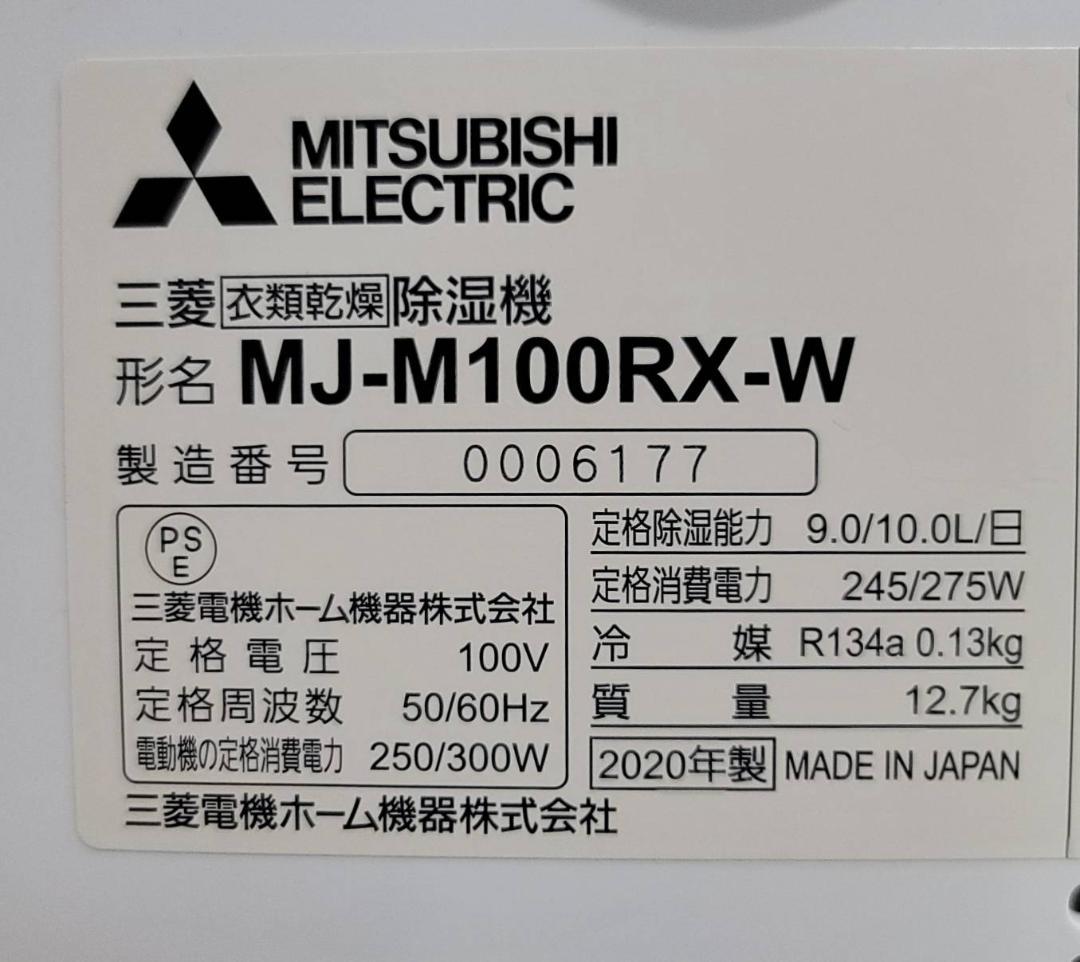 MITSUBISHI
ELECTRIC
三菱衣類乾燥除湿機
形名 MJ-M100RX-W
製造番号 0006177
PS
E
三菱電機ホーム機器株式会社
定格電圧 100V
定格周波数 50/60Hz
電動機の定格消費電力 250/300W
定格除湿能力 9.0/10.0L/日
定格消費電力 245/275W
冷媒 R134a 0.13kg
質量 12.7kg
2020年製 MADE IN JAPAN
三菱電機ホーム機器株式会社